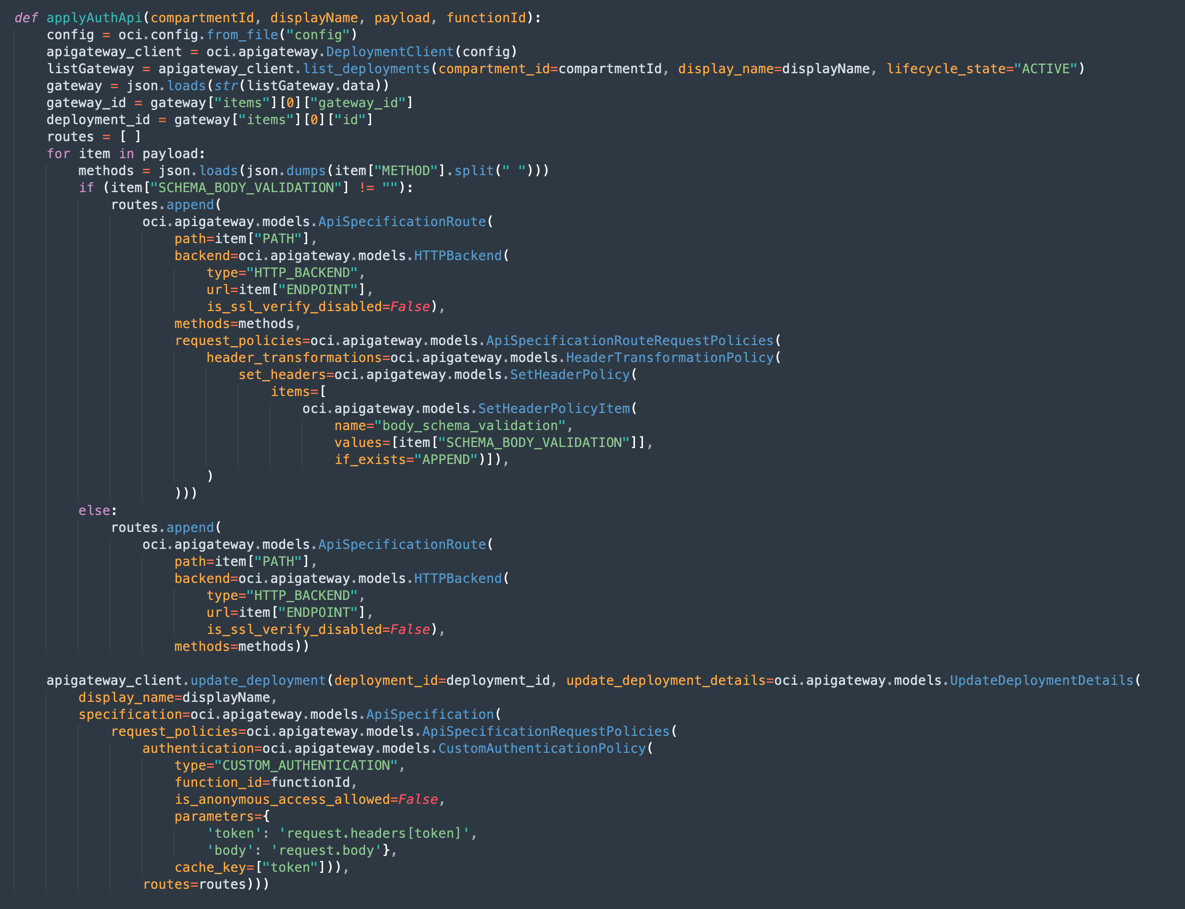 def applyAuthApi(compartmentId, displayName, payload, functionId):
    config = oci.config.from_file("config")
    apigateway_client = oci.apigateway.DeploymentClient(config)
    listGateway = apigateway_client.list_deployments(compartment_id=compartmentId, display_name=displayName, lifecycle_state="ACTIVE")
    gateway = json.loads(str(listGateway.data))
    gateway_id = gateway["items"][0]["gateway_id"]
    deployment_id = gateway["items"][0]["id"]
    routes = [ ]
    for item in payload:
        methods = json.loads(json.dumps(item["METHOD"].split(" ")))
        if (item["SCHEMA_BODY_VALIDATION"] != ""):
            routes.append(
                oci.apigateway.models.ApiSpecificationRoute(
                    path=item["PATH"],
                    backend=oci.apigateway.models.HTTPBackend(
                        type="HTTP_BACKEND",
                        url=item["ENDPOINT"],
                        is_ssl_verify_disabled=False),
                    methods=methods,
                    request_policies=oci.apigateway.models.ApiSpecificationRouteRequestPolicies(
                        header_transformations=oci.apigateway.models.HeaderTransformationPolicy(
                            set_headers=oci.apigateway.models.SetHeaderPolicy(
                                items=[
                                    oci.apigateway.models.SetHeaderPolicyItem(
                                        name="body_schema_validation",
                                        values=[item["SCHEMA_BODY_VALIDATION"]],
                                        if_exists="APPEND")]),
                        )
                    )))
        else:
            routes.append(
                oci.apigateway.models.ApiSpecificationRoute(
                    path=item["PATH"],
                    backend=oci.apigateway.models.HTTPBackend(
                        type="HTTP_BACKEND",
                        url=item["ENDPOINT"],
                        is_ssl_verify_disabled=False),
                    methods=methods))

    apigateway_client.update_deployment(deployment_id=deployment_id, update_deployment_details=oci.apigateway.models.UpdateDeploymentDetails(
        display_name=displayName,
        specification=oci.apigateway.models.ApiSpecification(
            request_policies=oci.apigateway.models.ApiSpecificationRequestPolicies(
                authentication=oci.apigateway.models.CustomAuthenticationPolicy(
                    type="CUSTOM_AUTHENTICATION",
                    function_id=functionId,
                    is_anonymous_access_allowed=False,
                    parameters={
                        'token': 'request.headers[token]',
                        'body': 'request.body'},
                    cache_key=["token"])),
                routes=routes)))